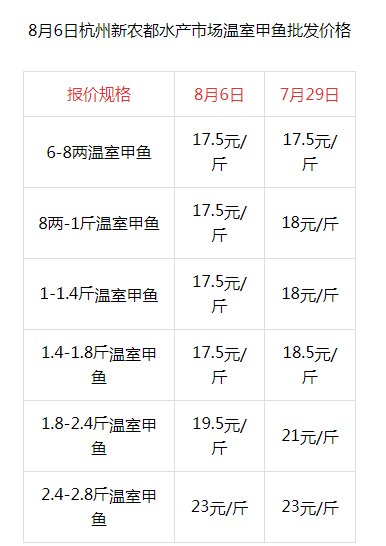 8月6日杭州新农都水产市场温室甲鱼批发价格
报价规格 8月6日 7月29日
6-8两温室甲鱼 17.5元/斤 17.5元/斤
8两-1斤温室甲鱼 17.5元/斤 18元/斤
1-1.4斤温室甲鱼 17.5元/斤 18元/斤
1.4-1.8斤温室甲鱼 17.5元/斤 18.5元/斤
1.8-2.4斤温室甲鱼 19.5元/斤 21元/斤
2.4-2.8斤温室甲鱼 23元/斤 23元/斤